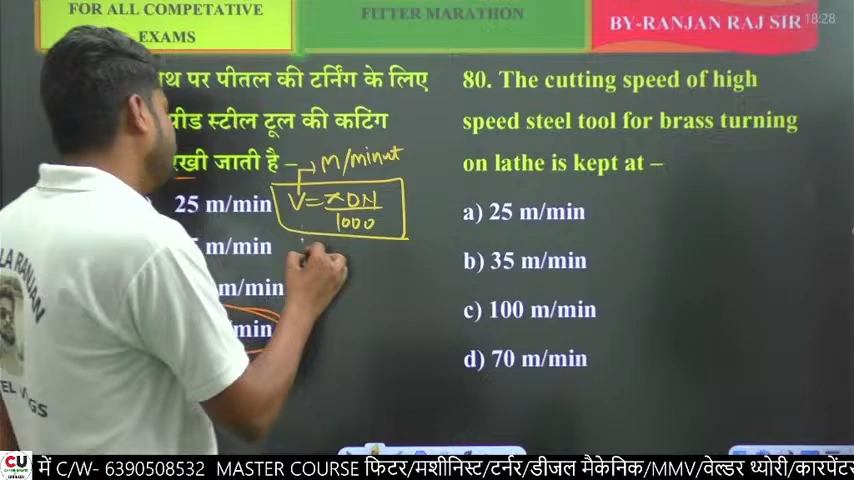 FOR ALL COMPETATIVE
EXAMS
FITTER MARATHON
BY-RANJAN RAJ SIR
18:28
पर पीतल की टर्निंग के लिए
स्टील टूल की कटिंग
रखी जाती है –
25 m/min
m/min
m/min
m/min
M/minut
V=πDN
1000
80. The cutting speed of high
speed steel tool for brass turning
on lathe is kept at –
a) 25 m/min
b) 35 m/min
c) 100 m/min
d) 70 m/min
RANJAN
CU
में C/W- 6390508532 MASTER COURSE फिटर/मशीनिस्ट/टर्नर/डीजल मैकेनिक/MMV/वेल्डर थ्योरी/कारपेंटर